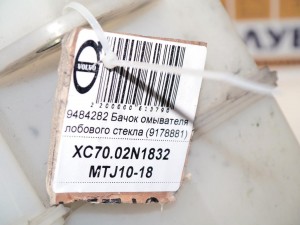 VOLVO
9484282 Бачок омывателя
лобового стекла (9178881)
XC70.02N1832
MTJ10-18